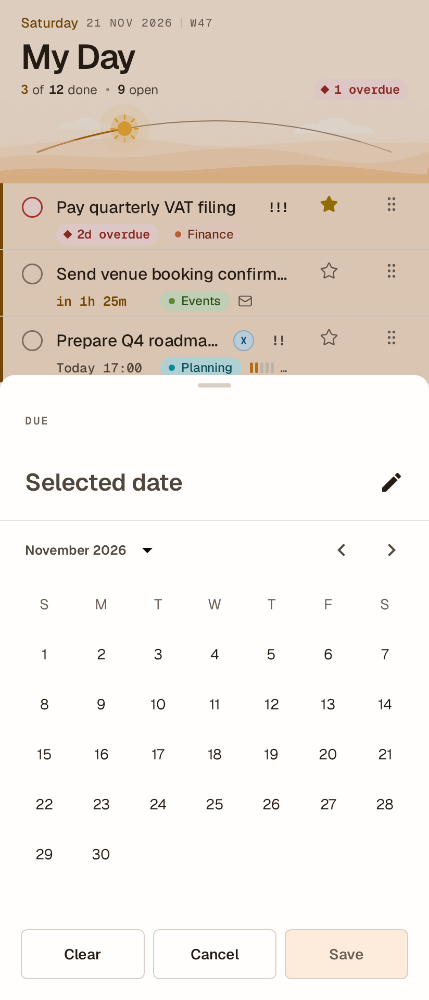 Saturday 21 NOV 2026 | W47
My Day
3 of 12 done • 9 open
1 overdue
Pay quarterly VAT filing !!!
2d overdue Finance
Send venue booking confirm…
in 1h 25m Events
Prepare Q4 roadma… X !!
Today 17:00 Planning …
DUE
Selected date
November 2026
S M T W T F S
1 2 3 4 5 6 7
8 9 10 11 12 13 14
15 16 17 18 19 20 21
22 23 24 25 26 27 28
29 30
Clear Cancel Save